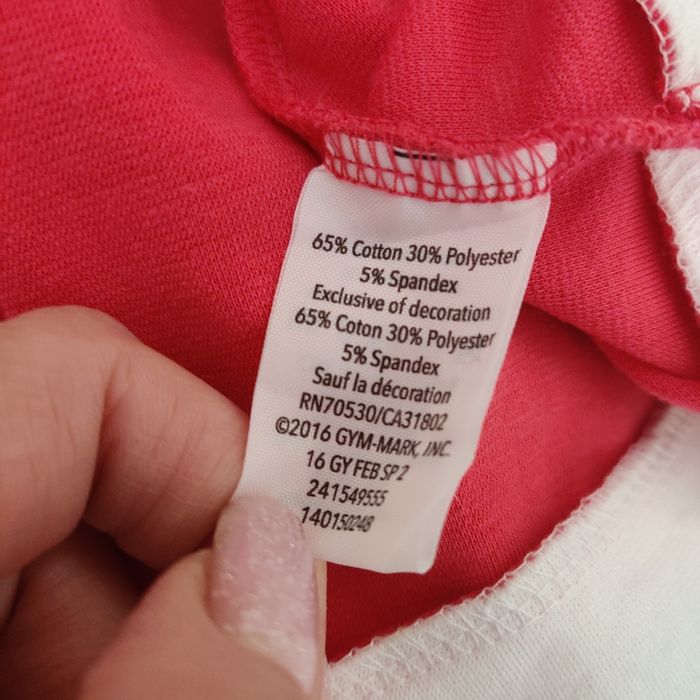 65% Cotton 30% Polyester
5% Spandex
Exclusive of decoration
65% Coton 30% Polyester
5% Spandex
Sauf la décoration
RN70530/CA31802
©2016 GYM-MARK, INC.
16 GY FEB SP 2
241549555
140150248